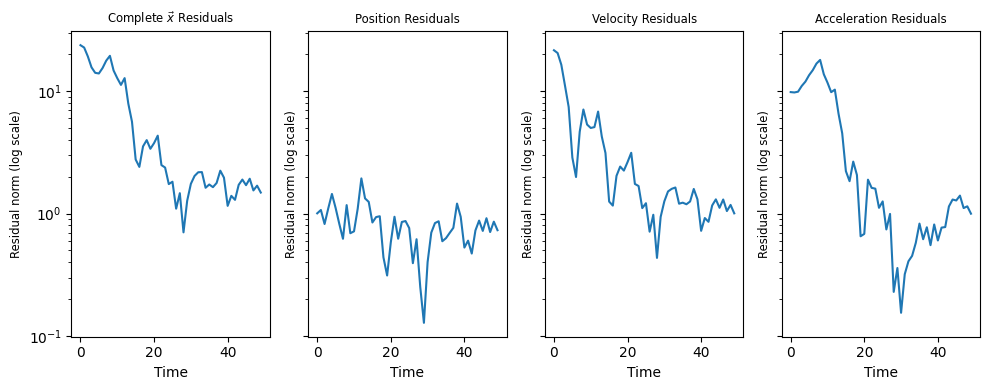 Complete x⃗ Residuals
Position Residuals
Velocity Residuals
Acceleration Residuals
Residual norm (log scale)
Residual norm (log scale)
Residual norm (log scale)
Residual norm (log scale)
10¹
10⁰
10⁻¹
0 20 40
0 20 40
0 20 40
0 20 40
Time
Time
Time
Time